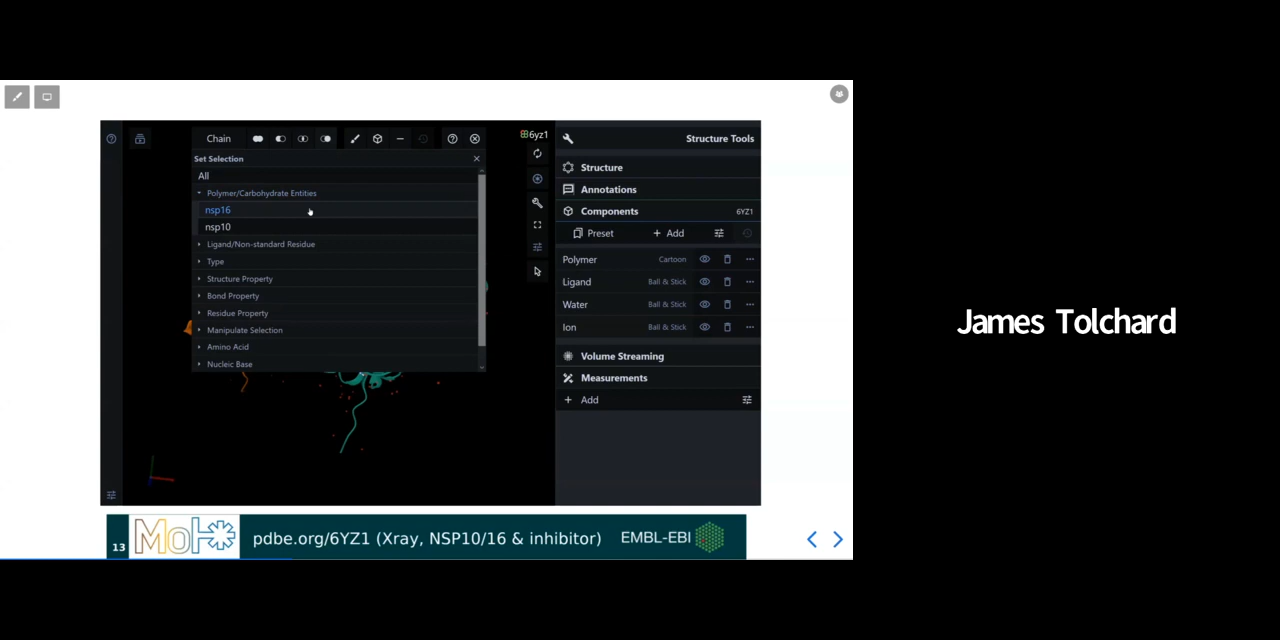 Chain
6yz1
Structure Tools
Set Selection
All
Polymer/Carbohydrate Entities
nsp16
nsp10
Ligand/Non-standard Residue
Type
Structure Property
Bond Property
Residue Property
Manipulate Selection
Amino Acid
Nucleic Base
Structure
Annotations
Components 6YZ1
Preset + Add
Polymer Cartoon
Ligand Ball & Stick
Water Ball & Stick
Ion Ball & Stick
Volume Streaming
Measurements
+ Add
James Tolchard
13 Mol* pdbe.org/6YZ1 (Xray, NSP10/16 & inhibitor) EMBL-EBI